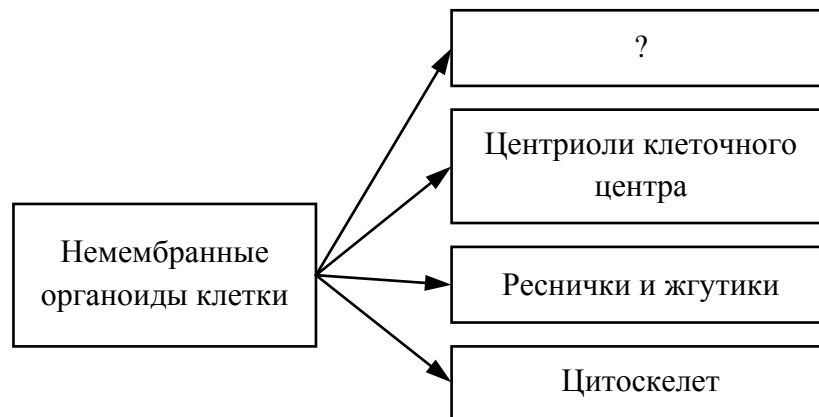 ?
Центриоли клеточного
центра
Немембранные
органоиды клетки
Реснички и жгутики
Цитоскелет